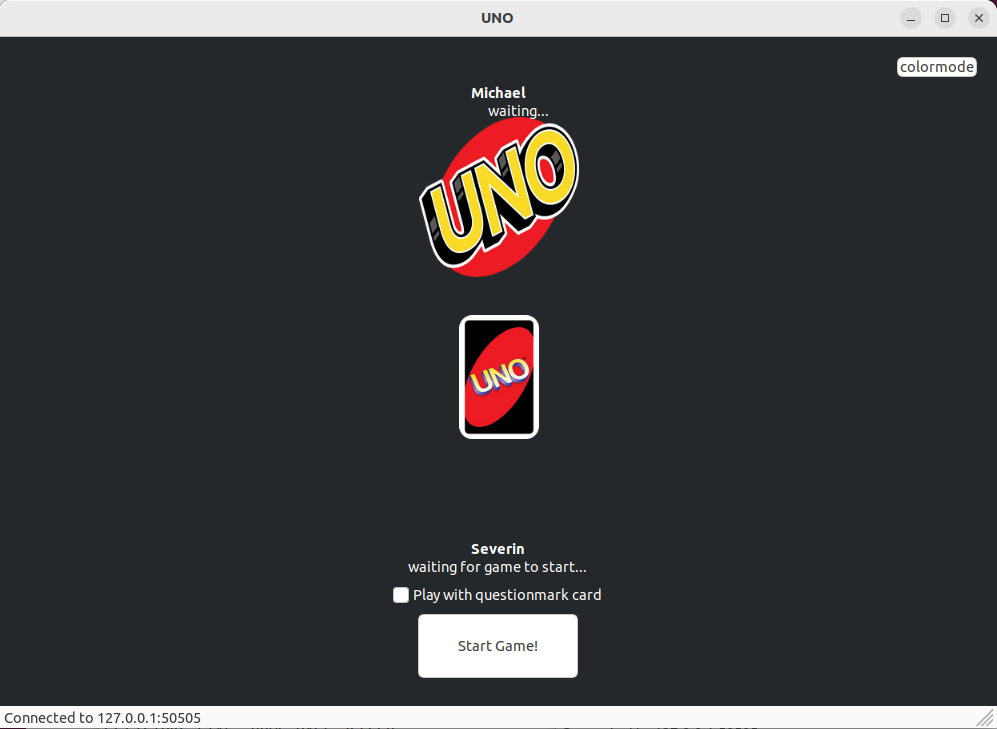 UNO
colormode
Michael
waiting...
UNO
UNO
Severin
waiting for game to start...
Play with questionmark card
Start Game!
Connected to 127.0.0.1:50505